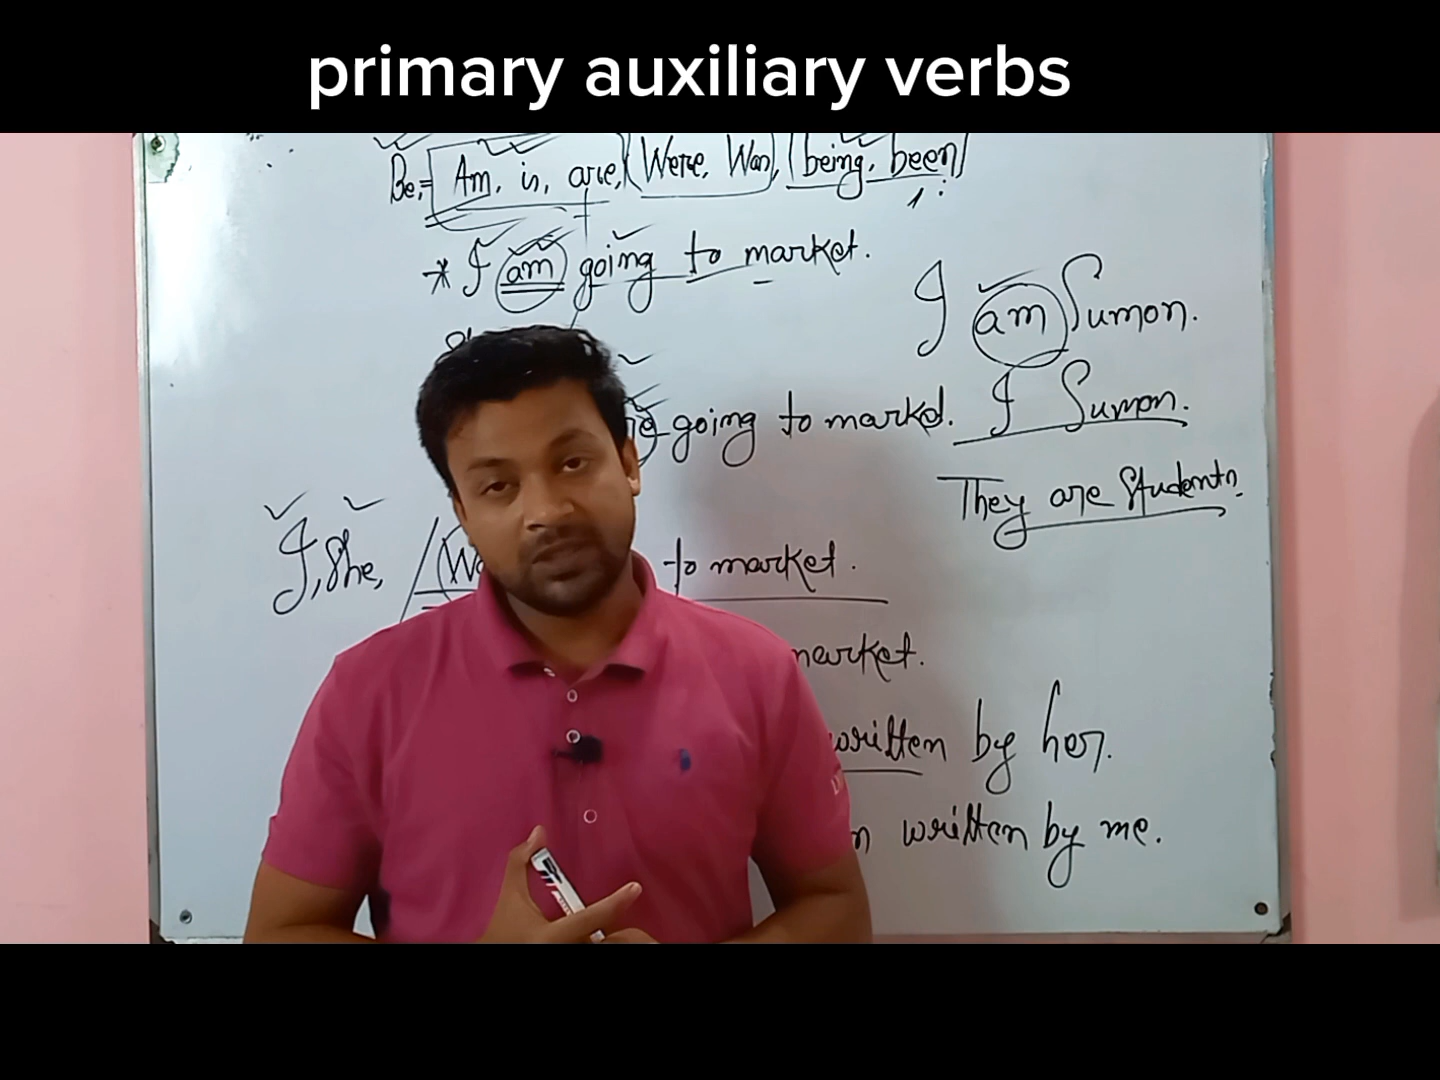 primary auxiliary verbs
Be,= Am, is, are, Were, Was, being, been
* I am going to market.
I am Sumon.
going to market. I Sumon.
They are Students.
I, She, to market.
market.
written by her.
written by me.